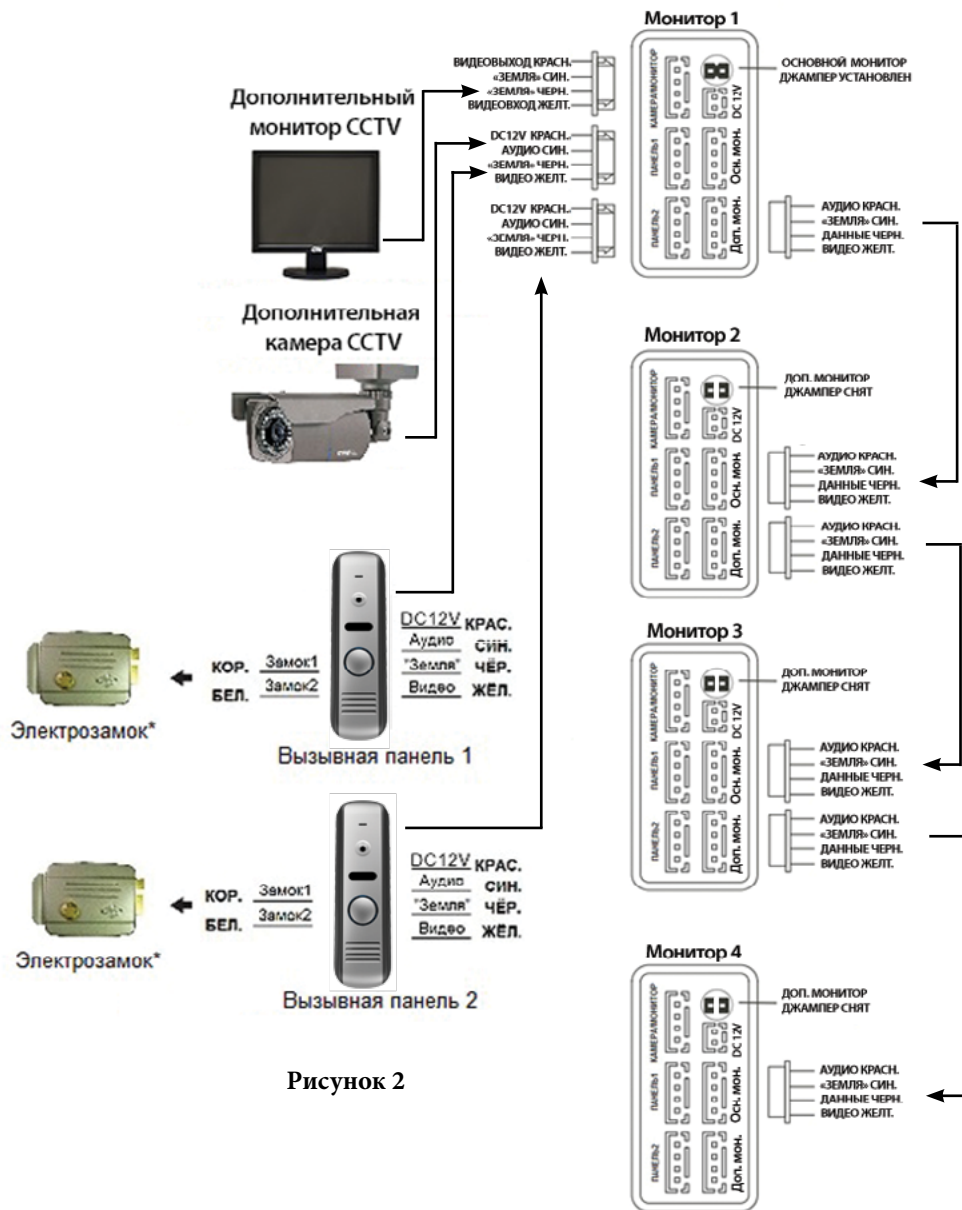 Монитор 1
ВИДЕОВЫХОД КРАСН.
«ЗЕМЛЯ» СИН.
«ЗЕМЛЯ» ЧЕРН.
ВИДЕОВХОД ЖЕЛТ.
DC12V КРАСН.
АУДИО СИН.
«ЗЕМЛЯ» ЧЕРН.
ВИДЕО ЖЕЛТ.
DC12V КРАСН.
АУДИО СИН.
«ЗЕМЛЯ» ЧЕРН.
ВИДЕО ЖЕЛТ.
КАМЕРА/МОНИТОР
DC 12V
ПАНЕЛЬ1
Осн. мон.
ПАНЕЛЬ2
Доп. мон.
ОСНОВНОЙ МОНИТОР
ДЖАМПЕР УСТАНОВЛЕН
АУДИО КРАСН.
«ЗЕМЛЯ» СИН.
ДАННЫЕ ЧЕРН.
ВИДЕО ЖЕЛТ.
Дополнительный
монитор CCTV
Дополнительная
камера CCTV
Монитор 2
КАМЕРА/МОНИТОР
DC 12V
ПАНЕЛЬ1
Осн. мон.
ПАНЕЛЬ2
Доп. мон.
ДОП. МОНИТОР
ДЖАМПЕР СНЯТ
АУДИО КРАСН.
«ЗЕМЛЯ» СИН.
ДАННЫЕ ЧЕРН.
ВИДЕО ЖЕЛТ.
АУДИО КРАСН.
«ЗЕМЛЯ» СИН.
ДАННЫЕ ЧЕРН.
ВИДЕО ЖЕЛТ.
Монитор 3
КАМЕРА/МОНИТОР
DC 12V
ПАНЕЛЬ1
Осн. мон.
ПАНЕЛЬ2
Доп. мон.
ДОП. МОНИТОР
ДЖАМПЕР СНЯТ
АУДИО КРАСН.
«ЗЕМЛЯ» СИН.
ДАННЫЕ ЧЕРН.
ВИДЕО ЖЕЛТ.
АУДИО КРАСН.
«ЗЕМЛЯ» СИН.
ДАННЫЕ ЧЕРН.
ВИДЕО ЖЕЛТ.
КОР. Замок1
БЕЛ. Замок2
Электрозамок*
DC12V КРАС.
Аудио СИН.
"Земля" ЧЁР.
Видео ЖЁЛ.
Вызывная панель 1
КОР. Замок1
БЕЛ. Замок2
Электрозамок*
DC12V КРАС.
Аудио СИН.
"Земля" ЧЁР.
Видео ЖЁЛ.
Вызывная панель 2
Монитор 4
КАМЕРА/МОНИТОР
DC 12V
ПАНЕЛЬ1
Осн. мон.
ПАНЕЛЬ2
Доп. мон.
ДОП. МОНИТОР
ДЖАМПЕР СНЯТ
АУДИО КРАСН.
«ЗЕМЛЯ» СИН.
ДАННЫЕ ЧЕРН.
ВИДЕО ЖЕЛТ.
Рисунок 2